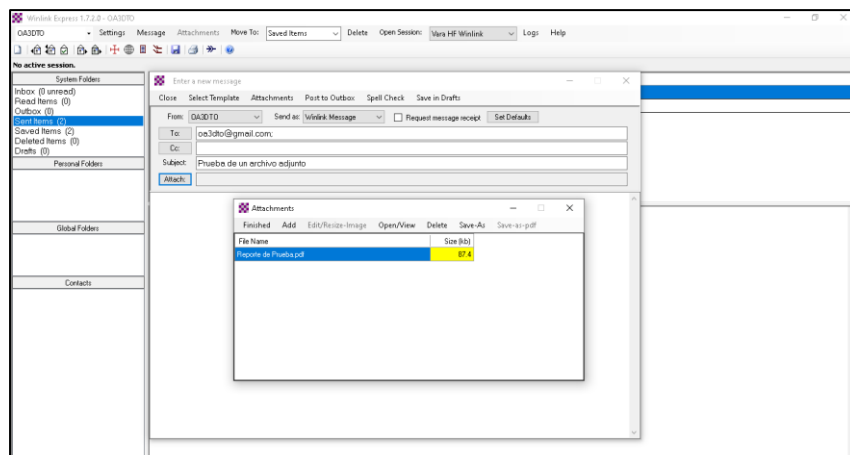 Winlink Express 1.7.2.0 - OA3DTO
OA3DTO Settings Message Attachments Move To: Saved Items Delete Open Session: Vara HF Winlink Logs Help
No active session.
System Folders
Inbox (0 unread)
Read Items (0)
Outbox (0)
Sent Items (2)
Saved Items (2)
Deleted Items (0)
Drafts (0)
Personal Folders
Global Folders
Contacts
Enter a new message
Close Select Template Attachments Post to Outbox Spell Check Save in Drafts
From: OA3DTO Send as: Winlink Message Request message receipt Set Defaults
To: oa3dto@gmail.com;
Cc:
Subject: Prueba de un archivo adjunto
Attach:
Attachments
Finished Add Edit/Resize-Image Open/View Delete Save-As Save-as-pdf
File Name Size (kb)
Reporte de Prueba.pdf 87.4